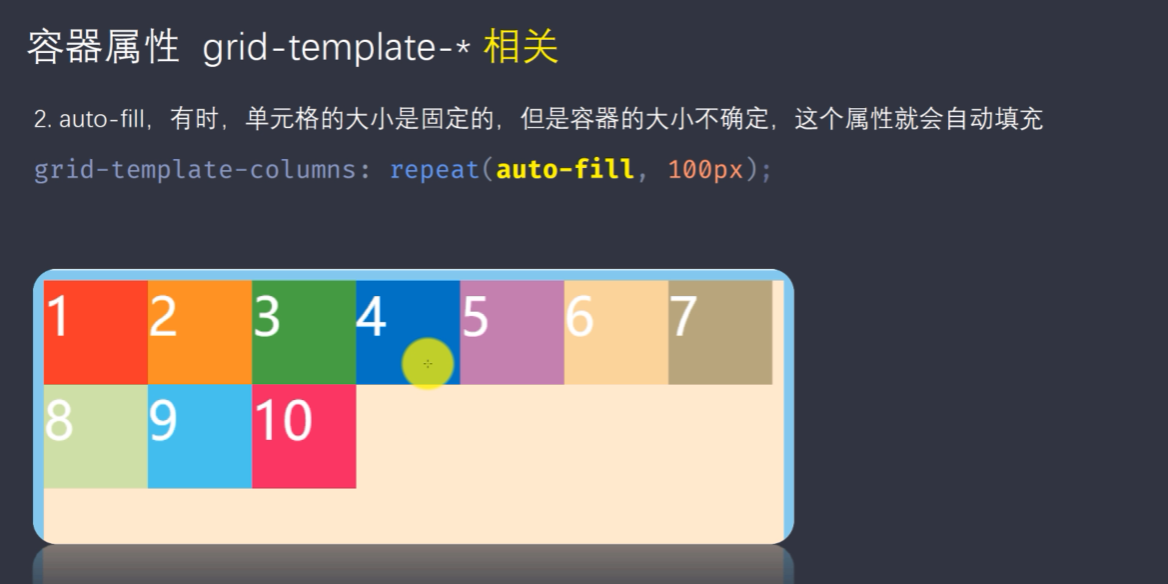 容器属性 grid-template-* 相关
2. auto-fill，有时，单元格的大小是固定的，但是容器的大小不确定，这个属性就会自动填充
grid-template-columns: repeat(auto-fill, 100px);
1 2 3 4 5 6 7
8 9 10